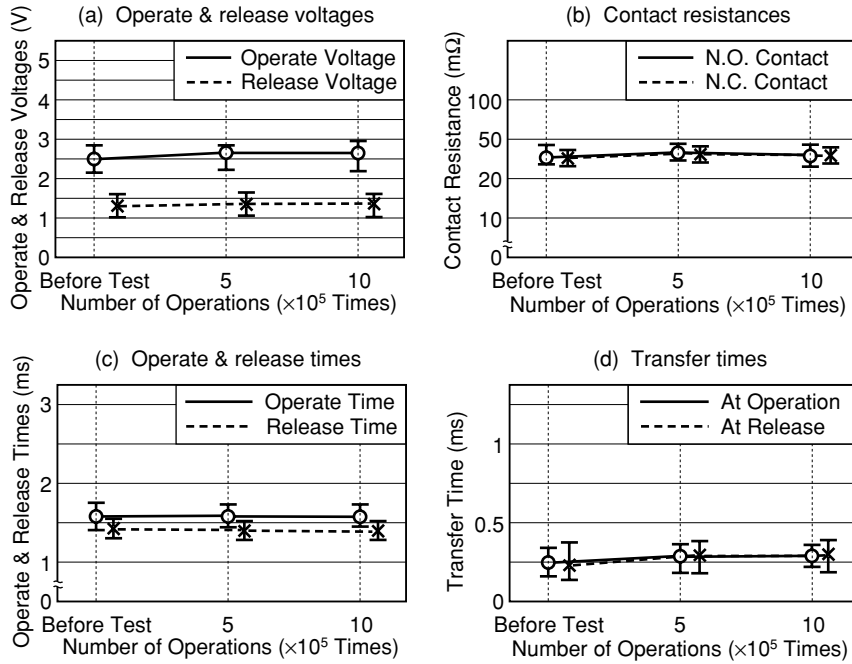 (a) Operate & release voltages
Operate & Release Voltages (V)
5
4
3
2
1
0
Operate Voltage
Release Voltage
Before Test 5 10
Number of Operations (×10⁵ Times)
(b) Contact resistances
Contact Resistance (mΩ)
100
50
20
10
0
N.O. Contact
N.C. Contact
Before Test 5 10
Number of Operations (×10⁵ Times)
(c) Operate & release times
Operate & Release Times (ms)
3
2
1
0
Operate Time
Release Time
Before Test 5 10
Number of Operations (×10⁵ Times)
(d) Transfer times
Transfer Time (ms)
1
0.5
0.25
0
At Operation
At Release
Before Test 5 10
Number of Operations (×10⁵ Times)